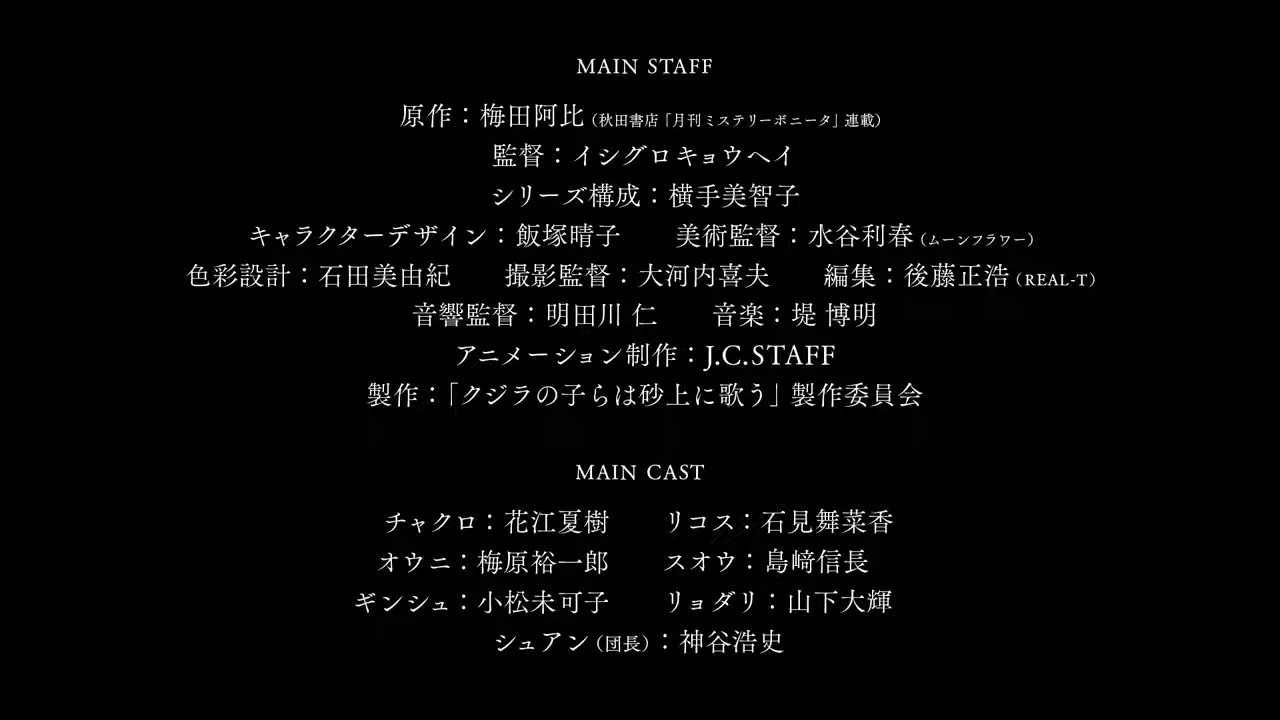 MAIN STAFF
原作：梅田阿比（秋田書店「月刊ミステリーボニータ」連載）
監督：イシグロキョウヘイ
シリーズ構成：横手美智子
キャラクターデザイン：飯塚晴子　　美術監督：水谷利春（ムーンフラワー）
色彩設計：石田美由紀　　撮影監督：大河内喜夫　　編集：後藤正浩（REAL-T）
音響監督：明田川 仁　　音楽：堤 博明
アニメーション制作：J.C.STAFF
製作：「クジラの子らは砂上に歌う」製作委員会
MAIN CAST
チャクロ：花江夏樹　　リコス：石見舞菜香
オウニ：梅原裕一郎　　スオウ：島﨑信長
ギンシュ：小松未可子　　リョダリ：山下大輝
シュアン（団長）：神谷浩史